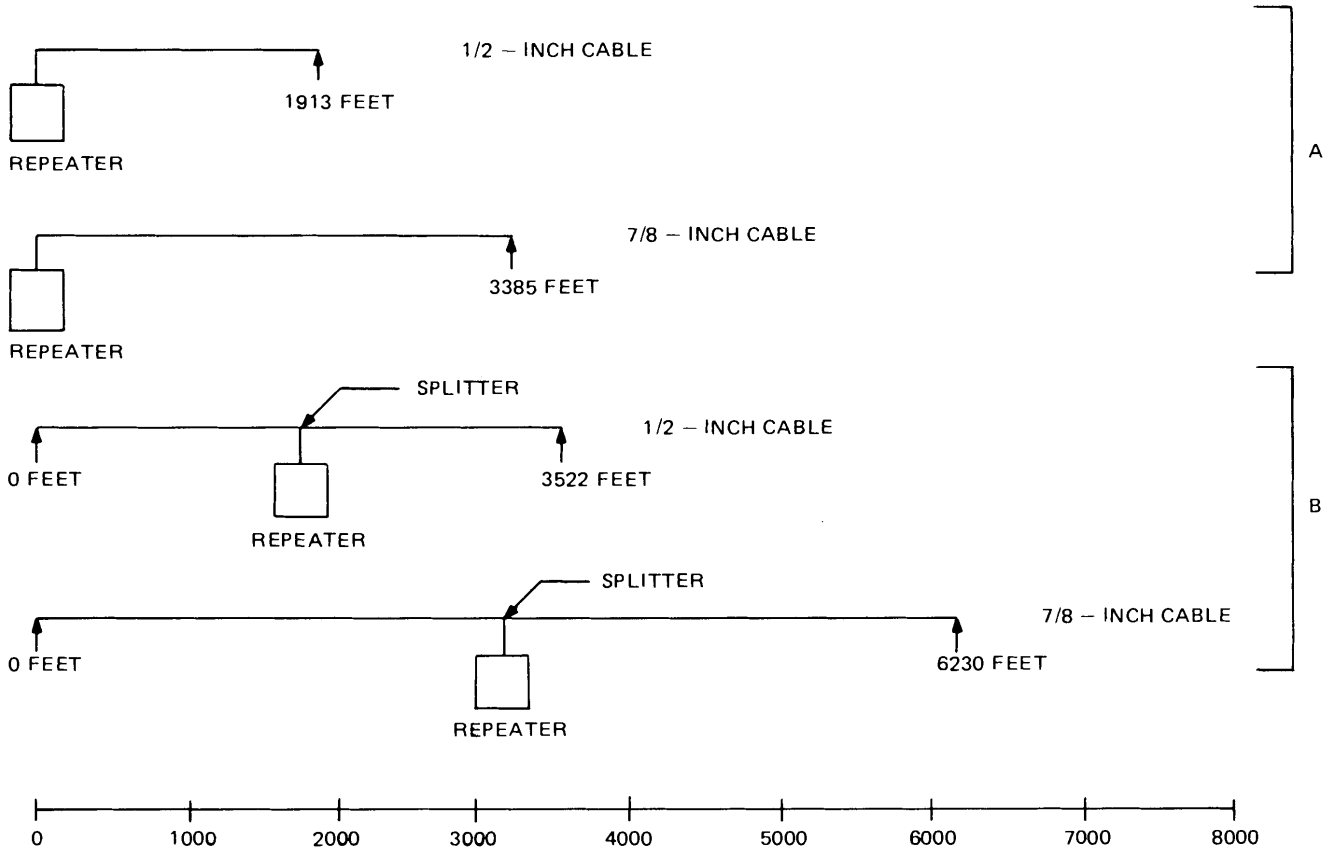 1/2 – INCH CABLE
1913 FEET
REPEATER
A
7/8 – INCH CABLE
3385 FEET
REPEATER
SPLITTER
1/2 – INCH CABLE
0 FEET
3522 FEET
REPEATER
B
SPLITTER
7/8 – INCH CABLE
0 FEET
6230 FEET
REPEATER
0 1000 2000 3000 4000 5000 6000 7000 8000